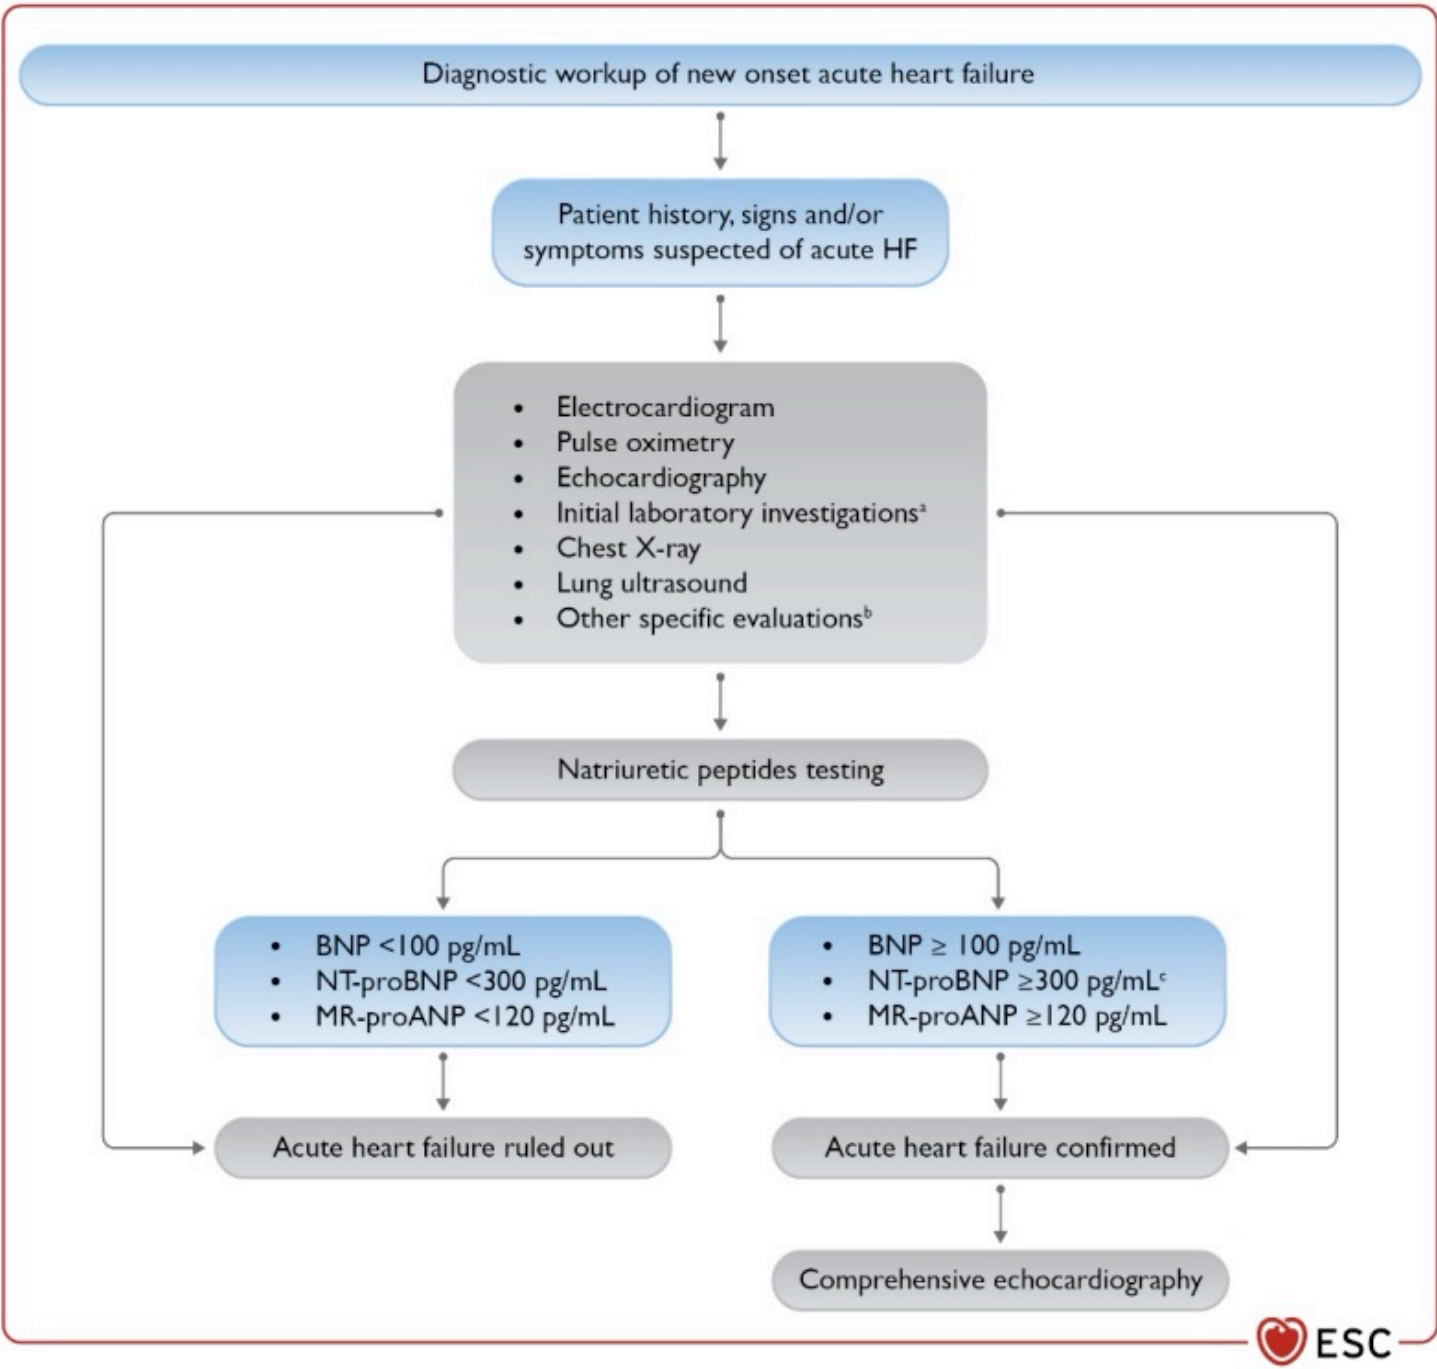 Diagnostic workup of new onset acute heart failure
Patient history, signs and/or
symptoms suspected of acute HF
• Electrocardiogram
• Pulse oximetry
• Echocardiography
• Initial laboratory investigationsᵃ
• Chest X-ray
• Lung ultrasound
• Other specific evaluationsᵇ
Natriuretic peptides testing
• BNP <100 pg/mL
• NT-proBNP <300 pg/mL
• MR-proANP <120 pg/mL
• BNP ≥ 100 pg/mL
• NT-proBNP ≥300 pg/mLᶜ
• MR-proANP ≥120 pg/mL
Acute heart failure ruled out
Acute heart failure confirmed
Comprehensive echocardiography
ESC